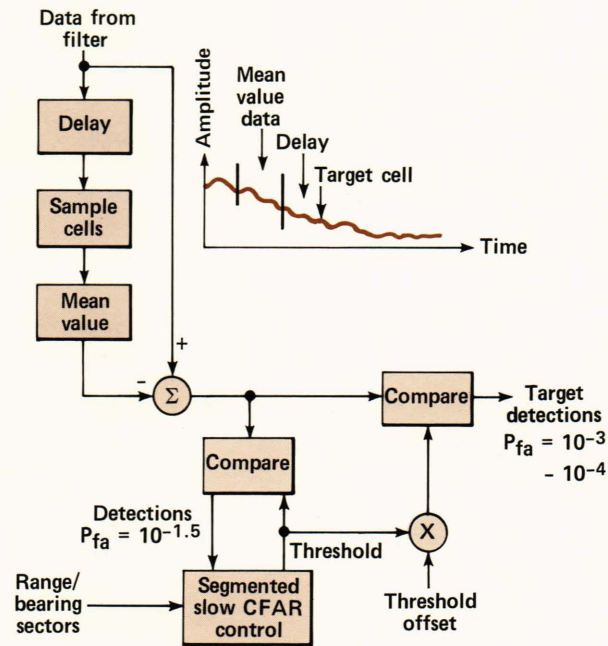 Data from
filter
Delay
Sample
cells
Mean
value
Amplitude
Mean
value
data
Delay
Target cell
Time
+
-
Σ
Compare
Target
detections
P_fa = 10^-3
- 10^-4
Compare
Detections
P_fa = 10^-1.5
Threshold
X
Range/
bearing
sectors
Segmented
slow CFAR
control
Threshold
offset